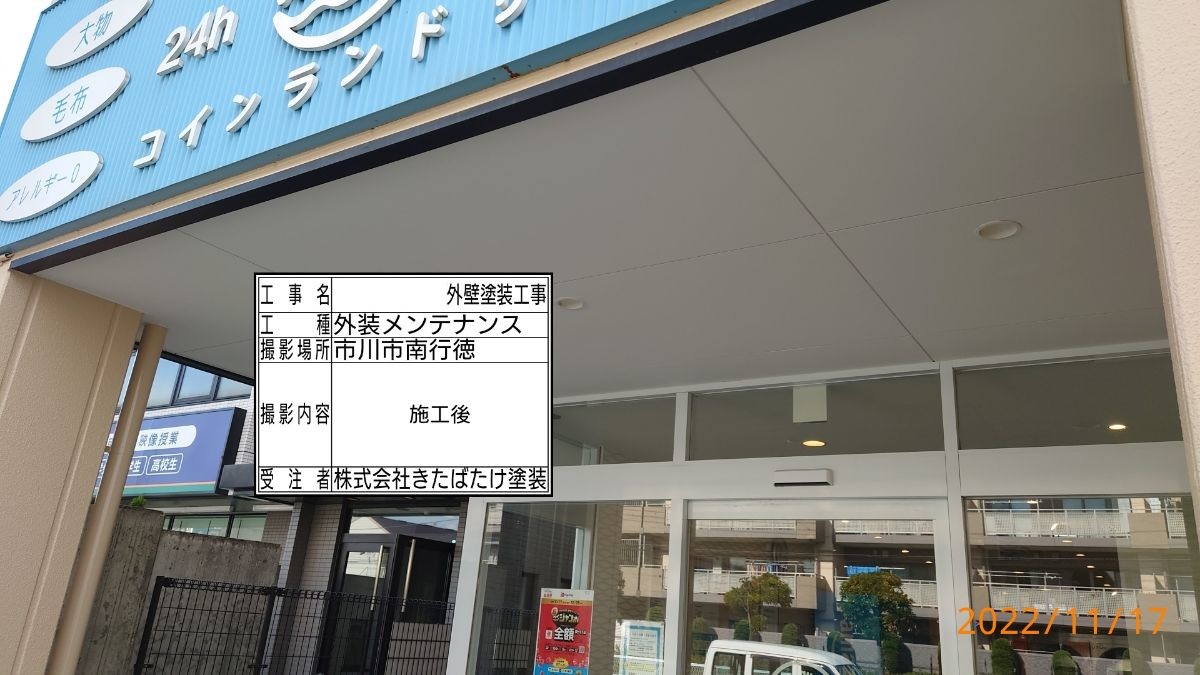 大物
24h
毛布
コインランド
アレルギー0
工事名 外壁塗装工事
工種 外装メンテナンス
撮影場所 市川市南行徳
撮影内容 施工後
受注者 株式会社きたばたけ塗装
映像授業
高校生
全額
2022/11/17